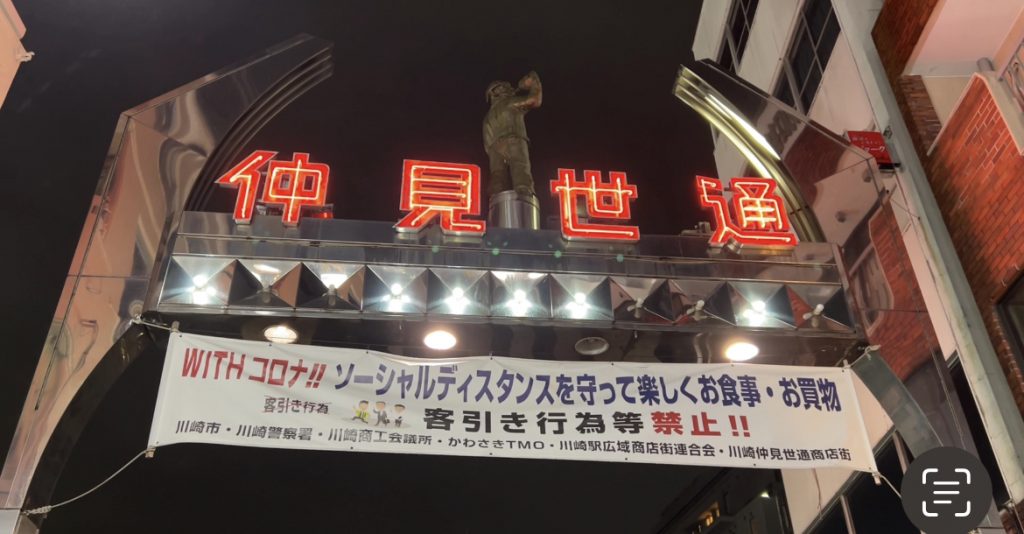 仲見世通
WITH コロナ!! ソーシャルディスタンスを守って楽しくお食事・お買物
客引き行為 客引き行為等 禁止!!
川崎市・川崎警察署・川崎商工会議所・かわさきTMO・川崎駅広域商店街連合会・川崎仲見世通商店街